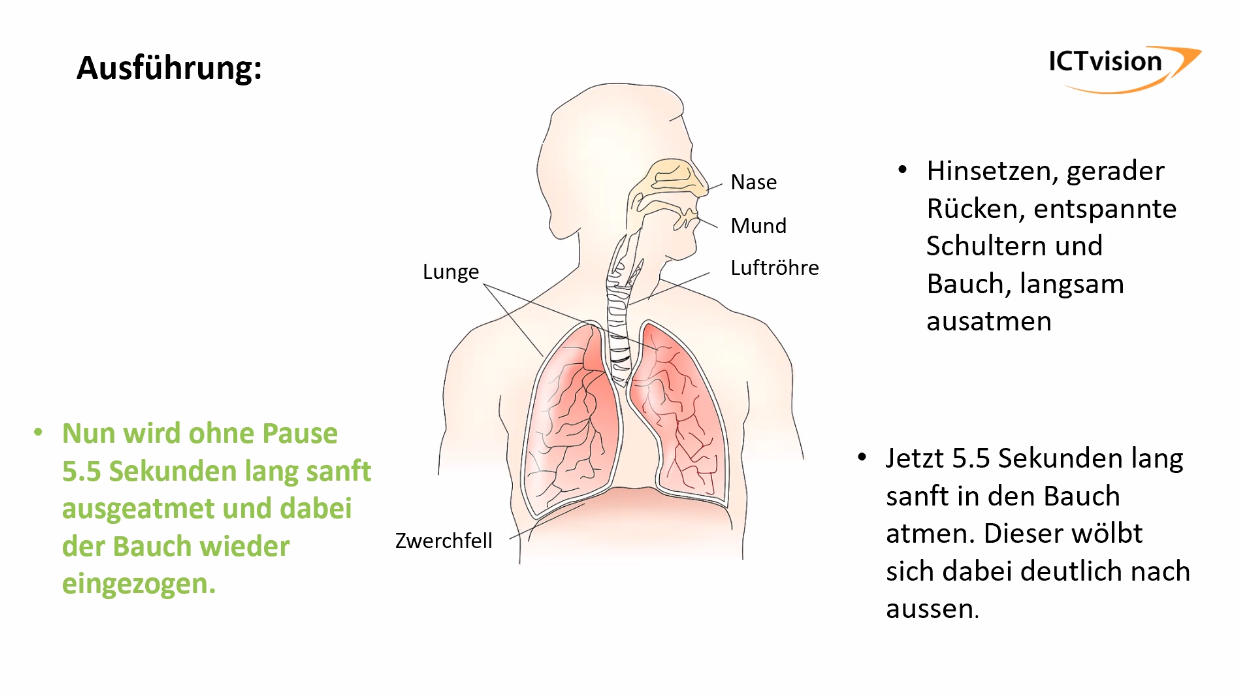 Ausführung:
ICTvision
Hinsetzen, gerader
Rücken, entspannte
Schultern und
Bauch, langsam
ausatmen
Nase
Mund
Luftröhre
Lunge
Zwerchfell
• Jetzt 5.5 Sekunden lang
sanft in den Bauch
atmen. Dieser wölbt
sich dabei deutlich nach
aussen.
• Nun wird ohne Pause
5.5 Sekunden lang sanft
ausgeatmet und dabei
der Bauch wieder
eingezogen.